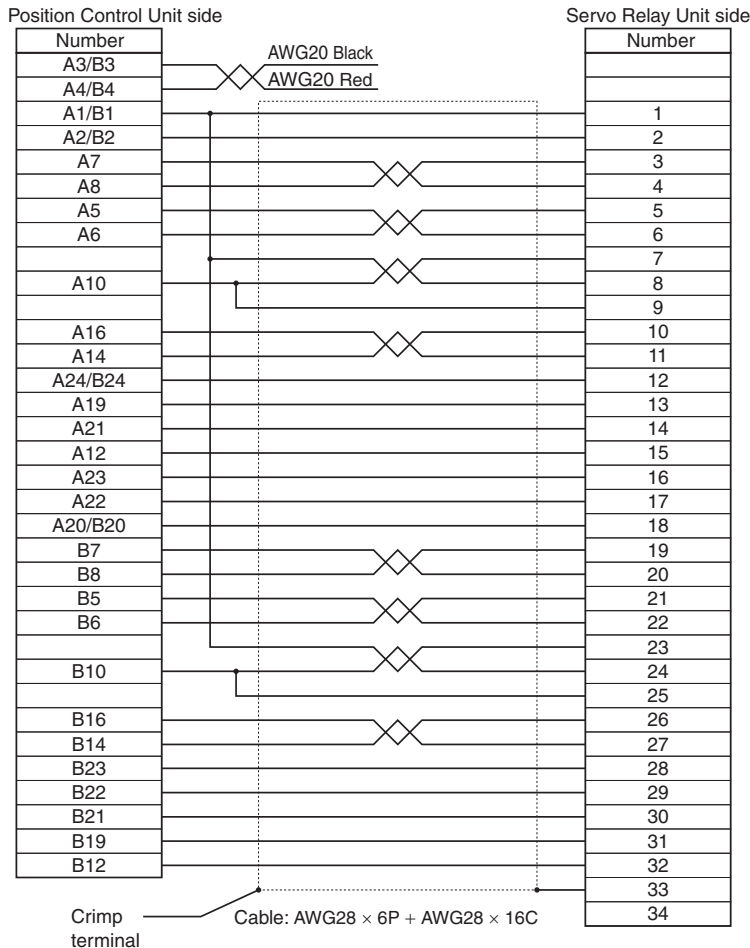 Position Control Unit side Servo Relay Unit side
Number Number
A3/B3 AWG20 Black
A4/B4 AWG20 Red
A1/B1 1
A2/B2 2
A7 3
A8 4
A5 5
A6 6
7
A10 8
9
A16 10
A14 11
A24/B24 12
A19 13
A21 14
A12 15
A23 16
A22 17
A20/B20 18
B7 19
B8 20
B5 21
B6 22
23
B10 24
25
B16 26
B14 27
B23 28
B22 29
B21 30
B19 31
B12 32
33
Crimp Cable: AWG28 × 6P + AWG28 × 16C 34
terminal